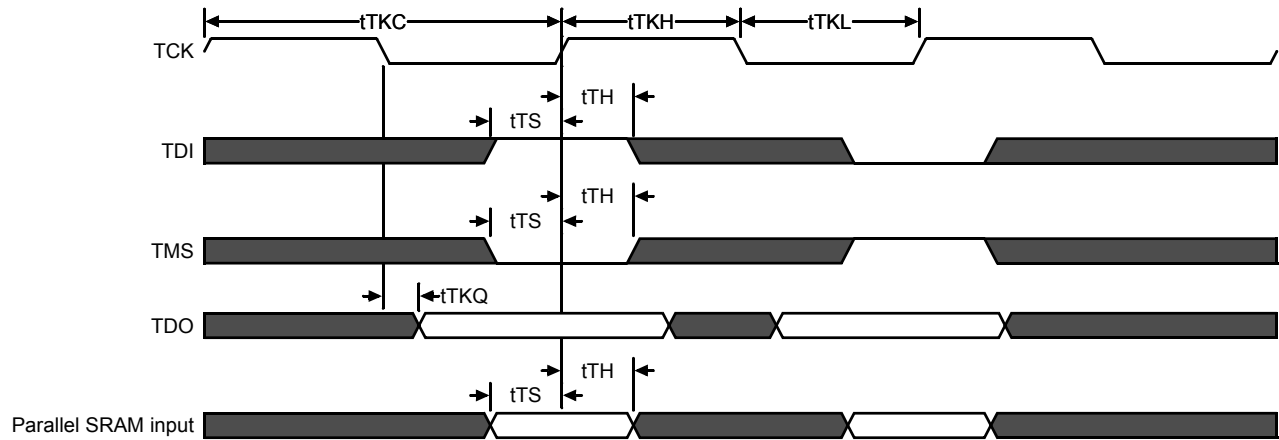 tTKC
tTKH
tTKL
TCK
tTH
tTS
TDI
tTH
tTS
TMS
tTKQ
TDO
tTH
tTS
Parallel SRAM input